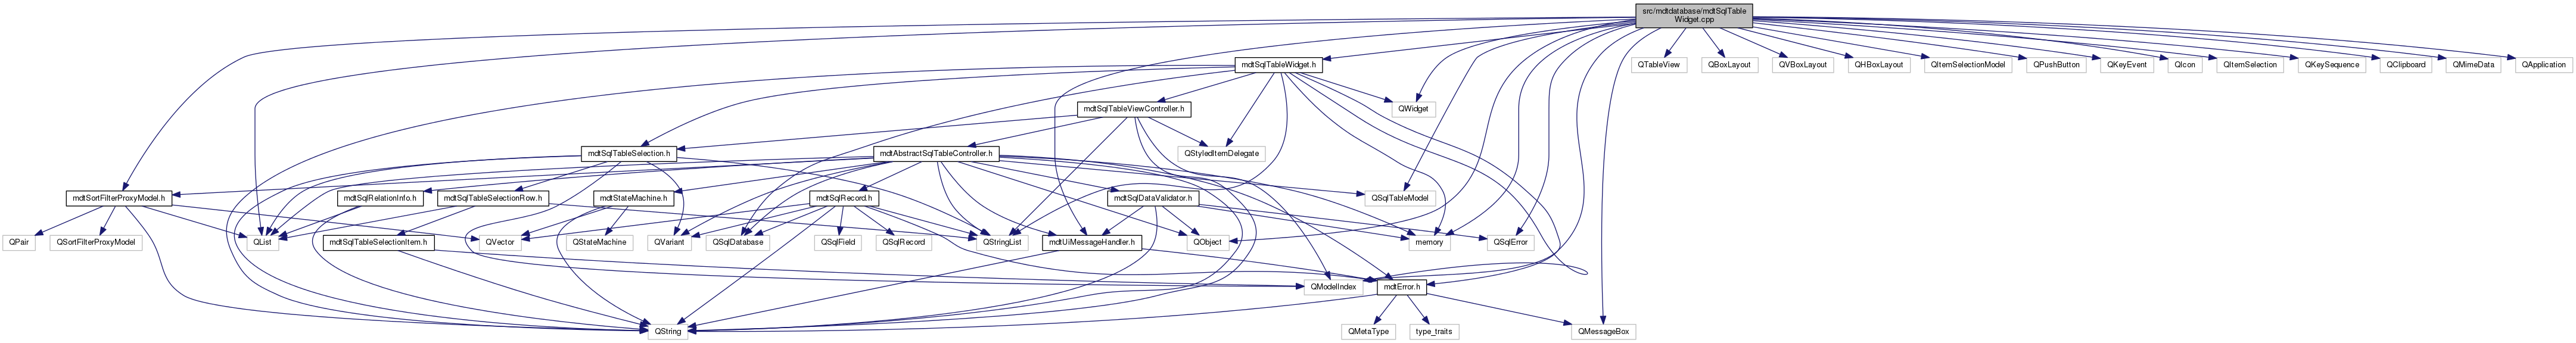 src/mdtdatabase/mdtSqlTable
Widget.cpp
mdtSqlTableWidget.h
QTableView
QBoxLayout
QVBoxLayout
QHBoxLayout
QItemSelectionModel
QPushButton
QKeyEvent
QIcon
QItemSelection
QKeySequence
QClipboard
QMimeData
QApplication
mdtSqlTableViewController.h
QWidget
mdtSqlTableSelection.h
mdtAbstractSqlTableController.h
QStyledItemDelegate
mdtSortFilterProxyModel.h
mdtSqlRelationInfo.h
mdtSqlTableSelectionRow.h
mdtStateMachine.h
mdtSqlRecord.h
mdtSqlDataValidator.h
QSqlTableModel
QPair
QSortFilterProxyModel
QList
mdtSqlTableSelectionItem.h
QVector
QStateMachine
QVariant
QSqlDatabase
QSqlField
QSqlRecord
QStringList
mdtUiMessageHandler.h
QObject
memory
QSqlError
QModelIndex
mdtError.h
QString
QMetaType
type_traits
QMessageBox